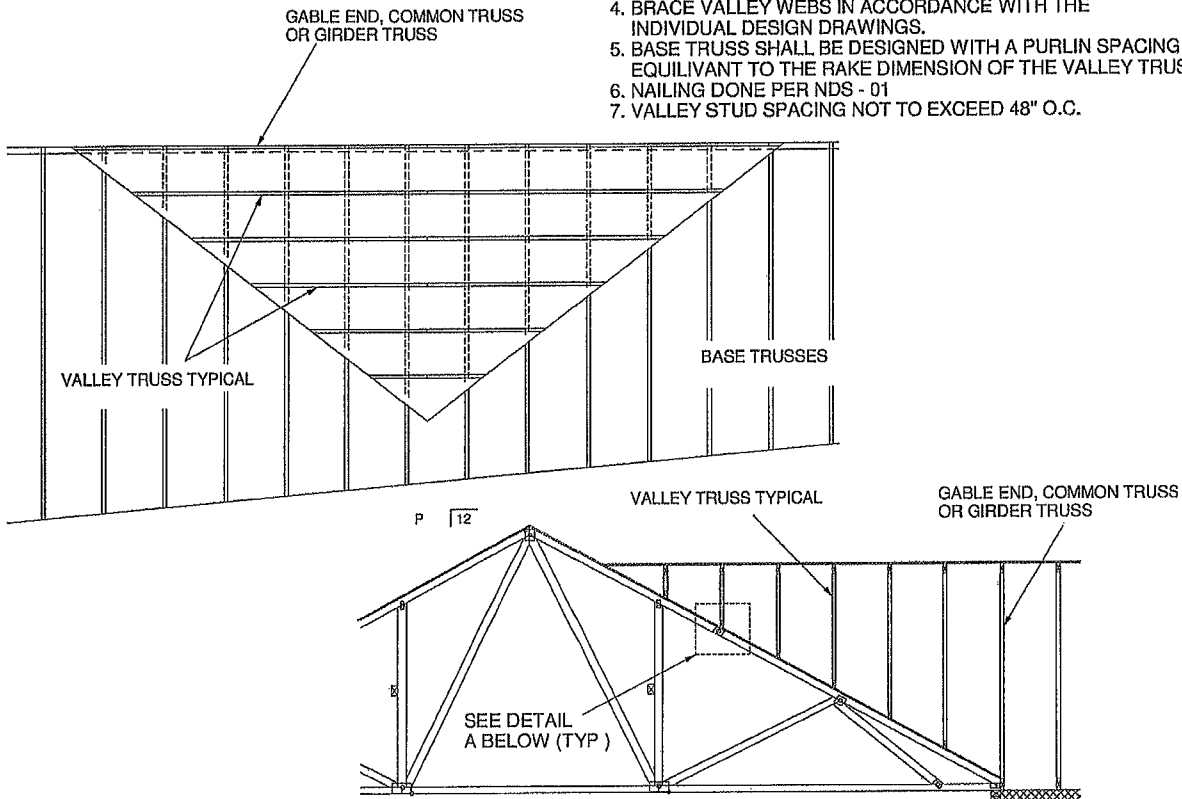 GABLE END, COMMON TRUSS
OR GIRDER TRUSS
4. BRACE VALLEY WEBS IN ACCORDANCE WITH THE
INDIVIDUAL DESIGN DRAWINGS.
5. BASE TRUSS SHALL BE DESIGNED WITH A PURLIN SPACING
EQUILIVANT TO THE RAKE DIMENSION OF THE VALLEY TRUS
6. NAILING DONE PER NDS - 01
7. VALLEY STUD SPACING NOT TO EXCEED 48" O.C.
VALLEY TRUSS TYPICAL
BASE TRUSSES
P 12
VALLEY TRUSS TYPICAL
GABLE END, COMMON TRUSS
OR GIRDER TRUSS
SEE DETAIL
A BELOW (TYP )